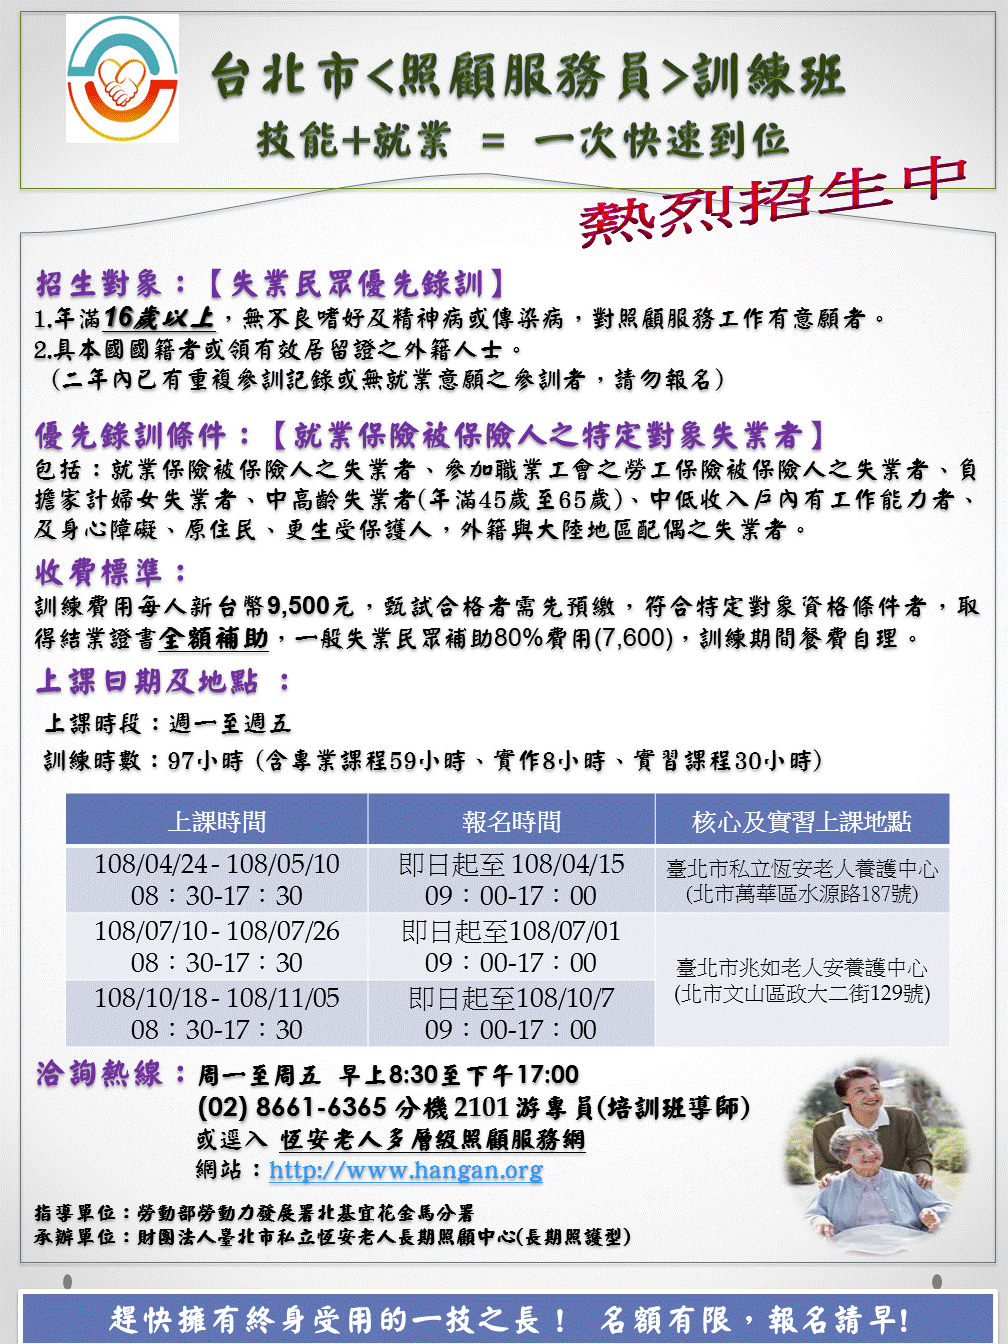 台北市<照顧服務員>訓練班
技能+就業 = 一次快速到位
熱烈招生中
招生對象：【失業民眾優先錄訓】
1.年滿16歲以上，無不良嗜好及精神病或傳染病，對照顧服務工作有意願者。
2.具本國國籍者或領有效居留證之外籍人士。
(二年內已有重複參訓記錄或無就業意願之參訓者，請勿報名)
優先錄訓條件：【就業保險被保險人之特定對象失業者】
包括：就業保險被保險人之失業者、參加職業工會之勞工保險被保險人之失業者、負
擔家計婦女失業者、中高齡失業者(年滿45歲至65歲)、中低收入戶內有工作能力者、
及身心障礙、原住民、更生受保護人，外籍與大陸地區配偶之失業者。
收費標準：
訓練費用每人新台幣9,500元，甄試合格者需先預繳，符合特定對象資格條件者，取
得結業證書全額補助，一般失業民眾補助80%費用(7,600)，訓練期間餐費自理。
上課日期及地點：
上課時段：週一至週五
訓練時數：97小時 (含專業課程59小時、實作8小時、實習課程30小時)
上課時間 報名時間 核心及實習上課地點
108/04/24 - 108/05/10
08：30-17：30
即日起至 108/04/15
09：00-17：00
臺北市私立恆安老人養護中心
(北市萬華區水源路187號)
108/07/10 - 108/07/26
08：30-17：30
即日起至108/07/01
09：00-17：00
臺北市兆如老人安養護中心
(北市文山區政大二街129號)
108/10/18 - 108/11/05
08：30-17：30
即日起至108/10/7
09：00-17：00
洽詢熱線：周一至周五 早上8:30至下午17:00
(02) 8661-6365 分機 2101 游專員(培訓班導師)
或逕入 恆安老人多層級照顧服務網
網站：http://www.hangan.org
指導單位：勞動部勞動力發展署北基宜花金馬分署
承辦單位：財團法人臺北市私立恆安老人長期照顧中心(長期照護型)
趕快擁有終身受用的一技之長！ 名額有限，報名請早!